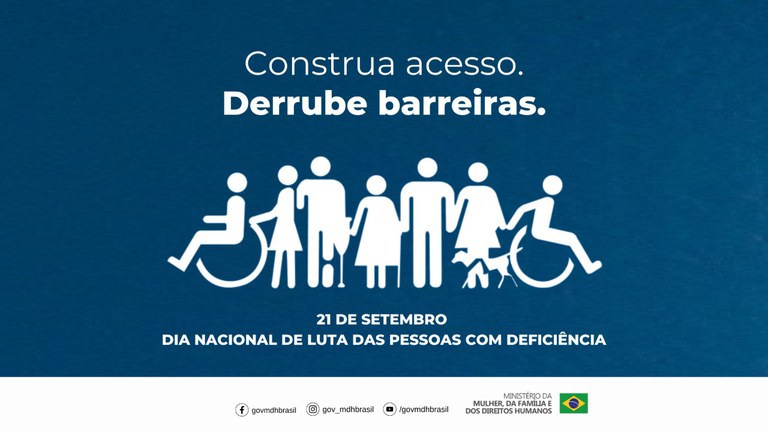 Construa acesso.
Derrube barreiras.
21 DE SETEMBRO
DIA NACIONAL DE LUTA DAS PESSOAS COM DEFICIÊNCIA
govmdhbrasil
gov_mdhbrasil
/govmdhbrasil
MINISTÉRIO DA
MULHER, DA FAMÍLIA E
DOS DIREITOS HUMANOS